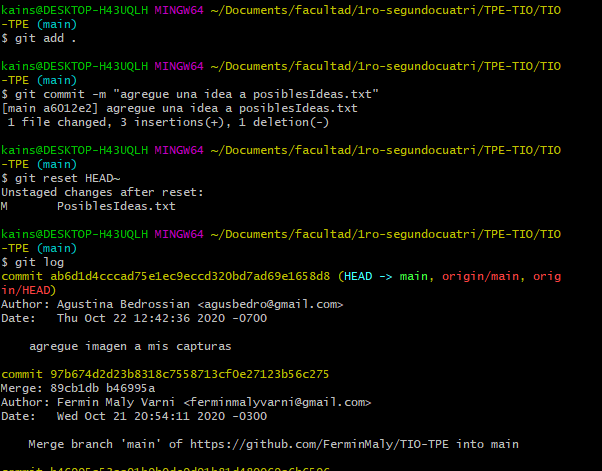 kains@DESKTOP-H43UQLH MINGW64 ~/Documents/facultad/1ro-segundocuatri/TPE-TIO/TIO
-TPE (main)
$ git add .
kains@DESKTOP-H43UQLH MINGW64 ~/Documents/facultad/1ro-segundocuatri/TPE-TIO/TIO
-TPE (main)
$ git commit -m "agregue una idea a posiblesIdeas.txt"
[main a6012e2] agregue una idea a posiblesIdeas.txt
 1 file changed, 3 insertions(+), 1 deletion(-)
kains@DESKTOP-H43UQLH MINGW64 ~/Documents/facultad/1ro-segundocuatri/TPE-TIO/TIO
-TPE (main)
$ git reset HEAD~
Unstaged changes after reset:
M       PosiblesIdeas.txt
kains@DESKTOP-H43UQLH MINGW64 ~/Documents/facultad/1ro-segundocuatri/TPE-TIO/TIO
-TPE (main)
$ git log
commit ab6d1d4cccad75e1ec9eccd320bd7ad69e1658d8 (HEAD -> main, origin/main, orig
in/HEAD)
Author: Agustina Bedrossian <agusbedro@gmail.com>
Date:   Thu Oct 22 12:42:36 2020 -0700
    agregue imagen a mis capturas
commit 97b674d2d23b8318c7558713cf0e27123b56c275
Merge: 89cb1db b46995a
Author: Fermin Maly Varni <ferminmalyvarni@gmail.com>
Date:   Wed Oct 21 20:54:11 2020 -0300
    Merge branch 'main' of https://github.com/FerminMaly/TIO-TPE into main
commit